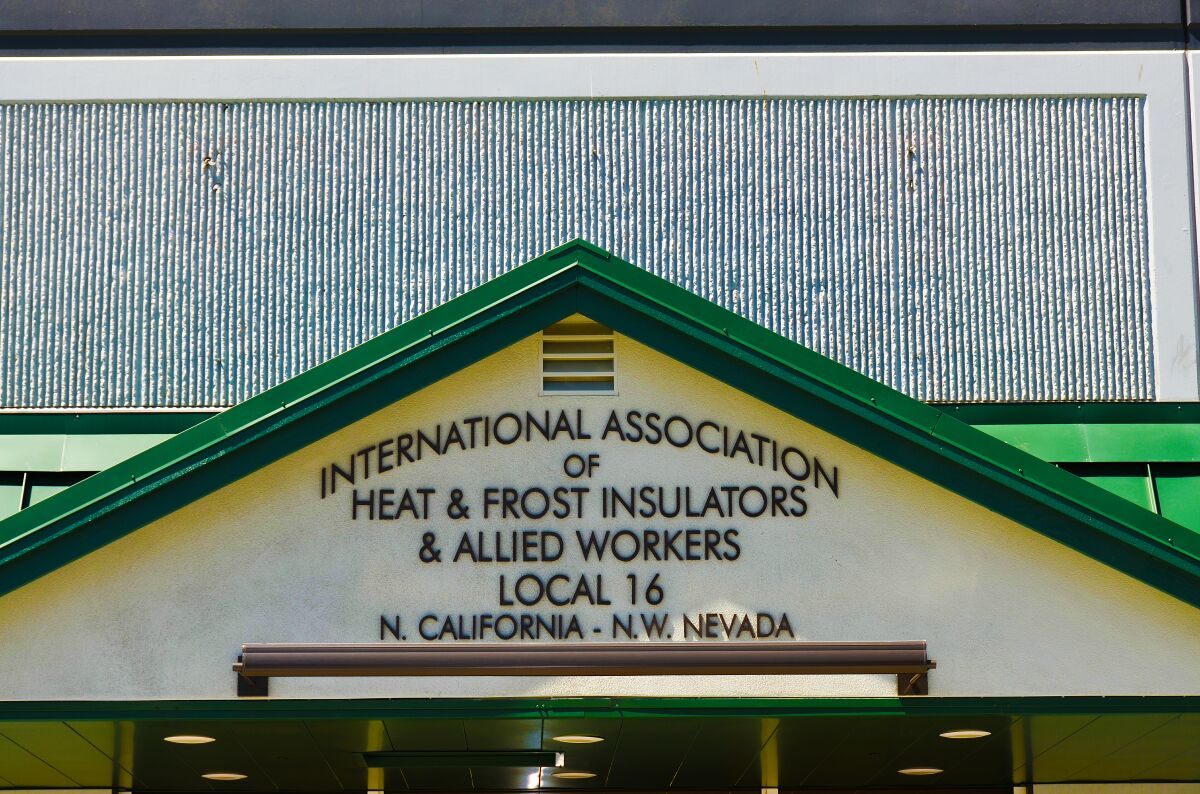 INTERNATIONAL ASSOCIATION
OF
HEAT & FROST INSULATORS
& ALLIED WORKERS
LOCAL 16
N. CALIFORNIA - N.W. NEVADA